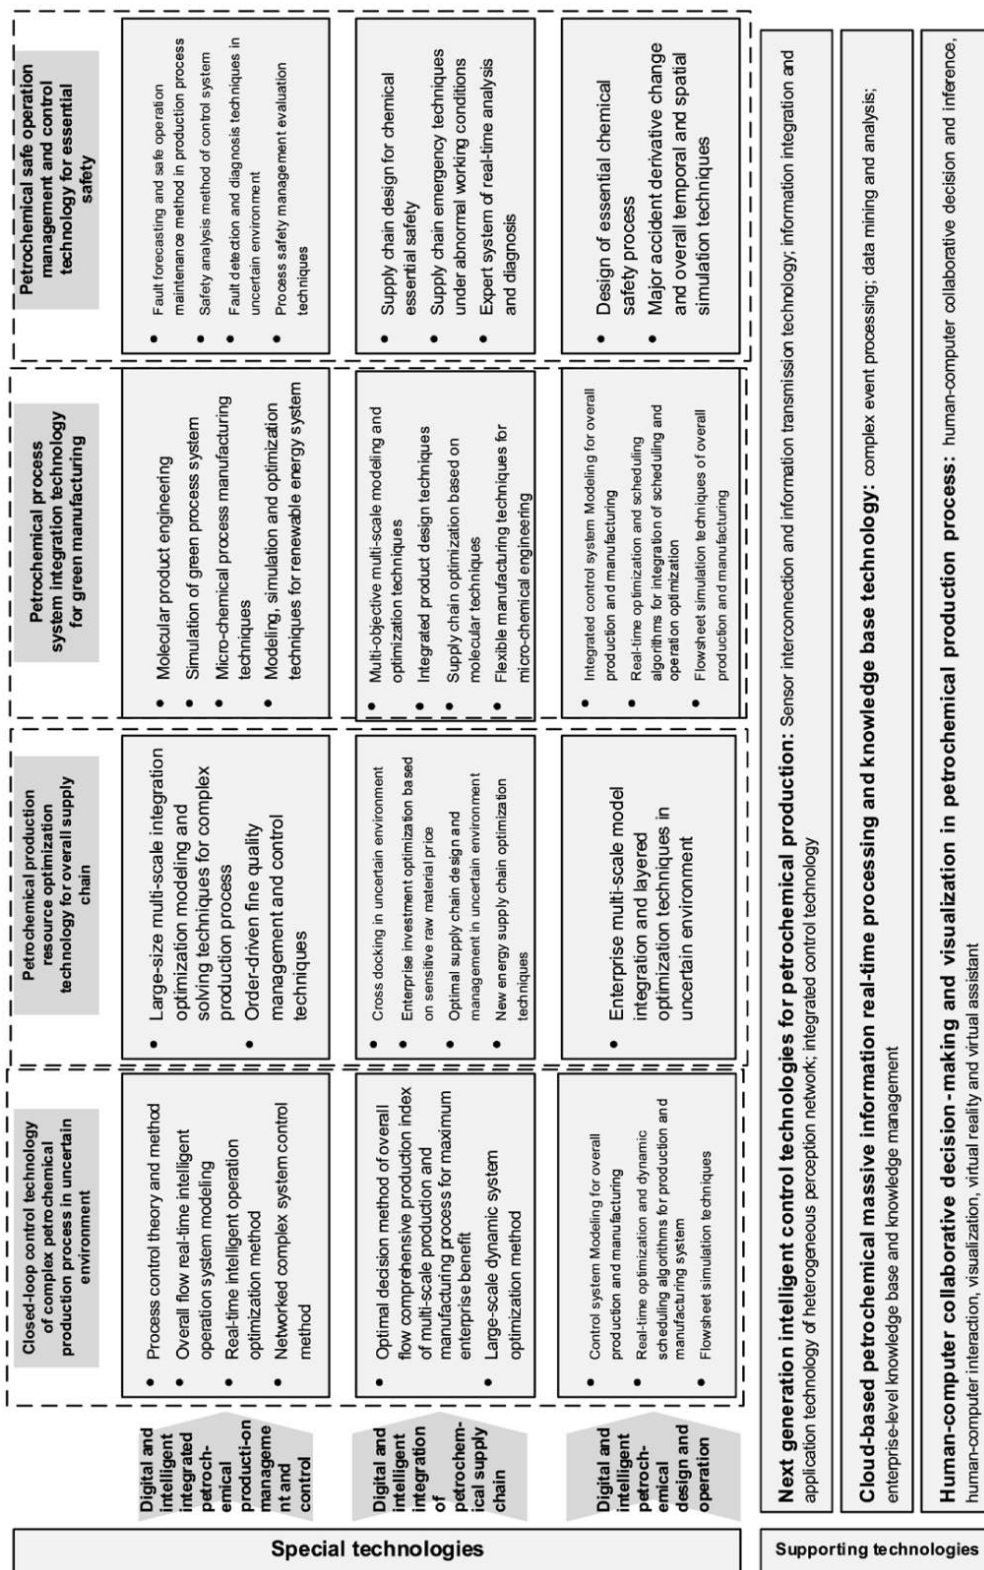 Closed-loop control technology
of complex petrochemical
production process in uncertain
environment
Petrochemical production
resource optimization
technology for overall supply
chain
Petrochemical process
system integration technology
for green manufacturing
Petrochemical safe operation
management and control
technology for essential
safety
Special technologies
Digital and
intelligent
integrated
petroch-
emical
producti-on
manageme
nt and
control
• Process control theory and method
• Overall flow real-time intelligent
operation system modeling
• Real-time intelligent operation
optimization method
• Networked complex system control
method
• Large-size multi-scale integration
optimization modeling and
solving techniques for complex
production process
• Order-driven fine quality
management and control
techniques
• Molecular product engineering
• Simulation of green process system
• Micro-chemical process manufacturing
techniques
• Modeling, simulation and optimization
techniques for renewable energy system
• Fault forecasting and safe operation
maintenance method in production process
• Safety analysis method of control system
• Fault detection and diagnosis techniques in
uncertain environment
• Process safety management evaluation
techniques
Digital and
intelligent
integration
of
petrochem-
ical supply
chain
• Optimal decision method of overall
flow comprehensive production index
of multi-scale production and
manufacturing process for maximum
enterprise benefit
• Large-scale dynamic system
optimization method
• Cross docking in uncertain environment
• Enterprise investment optimization based
on sensitive raw material price
• Optimal supply chain design and
management in uncertain environment
• New energy supply chain optimization
techniques
• Multi-objective multi-scale modeling and
optimization techniques
• Integrated product design techniques
• Supply chain optimization based on
molecular techniques
• Flexible manufacturing techniques for
micro-chemical engineering
• Supply chain design for chemical
essential safety
• Supply chain emergency techniques
under abnormal working conditions
• Expert system of real-time analysis
and diagnosis
Digital and
intelligent
petroch-
emical
design and
operation
• Control system Modeling for overall
production and manufacturing
• Real-time optimization and dynamic
scheduling algorithms for production and
manufacturing system
• Flowsheet simulation techniques
• Enterprise multi-scale model
integration and layered
optimization techniques in
uncertain environment
• Integrated control system Modeling for overall
production and manufacturing
• Real-time optimization and scheduling
algorithms for integration of scheduling and
operation optimization
• Flowsheet simulation techniques of overall
production and manufacturing
• Design of essential chemical
safety process
• Major accident derivative change
and overall temporal and spatial
simulation techniques
Supporting technologies
Next generation intelligent control technologies for petrochemical production: Sensor interconnection and information transmission technology; information integration and
application technology of heterogeneous perception network; integrated control technology
Cloud-based petrochemical massive information real-time processing and knowledge base technology: complex event processing; data mining and analysis;
enterprise-level knowledge base and knowledge management
Human-computer collaborative decision-making and visualization in petrochemical production process: human-computer collaborative decision and inference,
human-computer interaction, visualization, virtual reality and virtual assistant